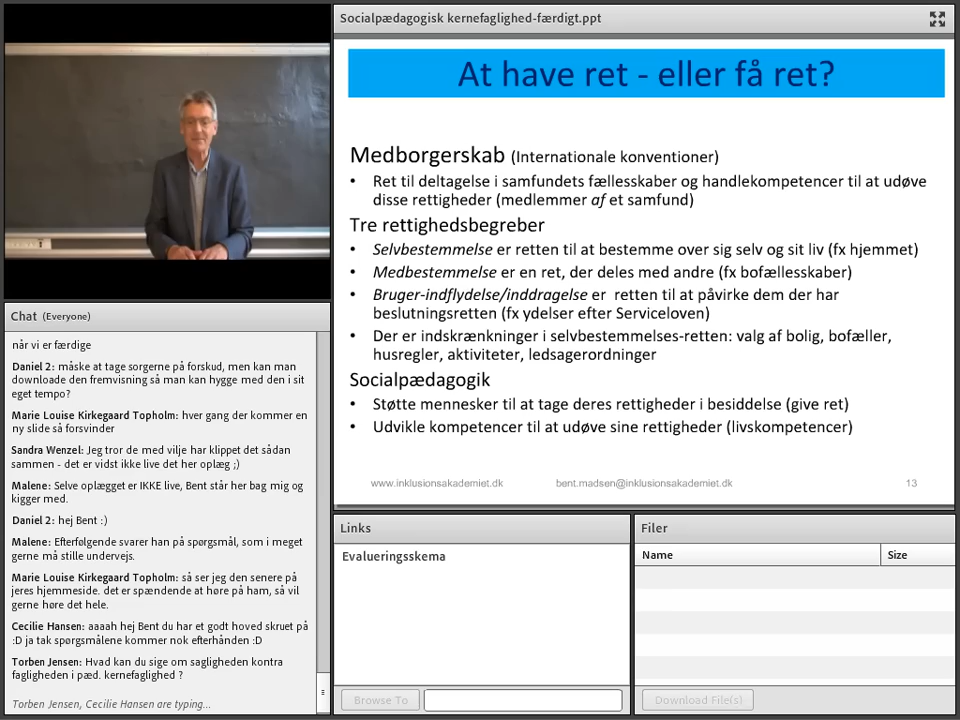 Socialpædagogisk kernefaglighed-færdigt.ppt
At have ret - eller få ret?
Medborgerskab (Internationale konventioner)
• Ret til deltagelse i samfundets fællesskaber og handlekompetencer til at udøve
disse rettigheder (medlemmer af et samfund)
Tre rettighedsbegreber
• Selvbestemmelse er retten til at bestemme over sig selv og sit liv (fx hjemmet)
• Medbestemmelse er en ret, der deles med andre (fx bofællesskaber)
• Bruger-indflydelse/inddragelse er retten til at påvirke dem der har
beslutningsretten (fx ydelser efter Serviceloven)
• Der er indskrænkninger i selvbestemmelses-retten: valg af bolig, bofæller,
husregler, aktiviteter, ledsagerordninger
Socialpædagogik
• Støtte mennesker til at tage deres rettigheder i besiddelse (give ret)
• Udvikle kompetencer til at udøve sine rettigheder (livskompetencer)
www.inklusionsakademiet.dk bent.madsen@inklusionsakademiet.dk 13
Chat (Everyone)
når vi er færdige
Daniel 2: måske at tage sorgerne på forskud, men kan man
downloade den fremvisning så man kan hygge med den i sit
eget tempo?
Marie Louise Kirkegaard Topholm: hver gang der kommer en
ny slide så forsvinder
Sandra Wenzel: Jeg tror de med vilje har klippet det sådan
sammen - det er vidst ikke live det her oplæg ;)
Malene: Selve oplægget er IKKE live, Bent står her bag mig og
kigger med.
Daniel 2: hej Bent :)
Malene: Efterfølgende svarer han på spørgsmål, som i meget
gerne må stille undervejs.
Marie Louise Kirkegaard Topholm: så ser jeg den senere på
jeres hjemmeside. det er spændende at høre på ham, så vil
gerne høre det hele.
Cecilie Hansen: aaaah hej Bent du har et godt hoved skruet på
:D ja tak spørgsmålene kommer nok efterhånden :D
Torben Jensen: Hvad kan du sige om sagligheden kontra
fagligheden i pæd. kernefaglighed ?
Torben Jensen, Cecilie Hansen are typing...
Links
Evalueringsskema
Browse To
Filer
Name Size
Download File(s)